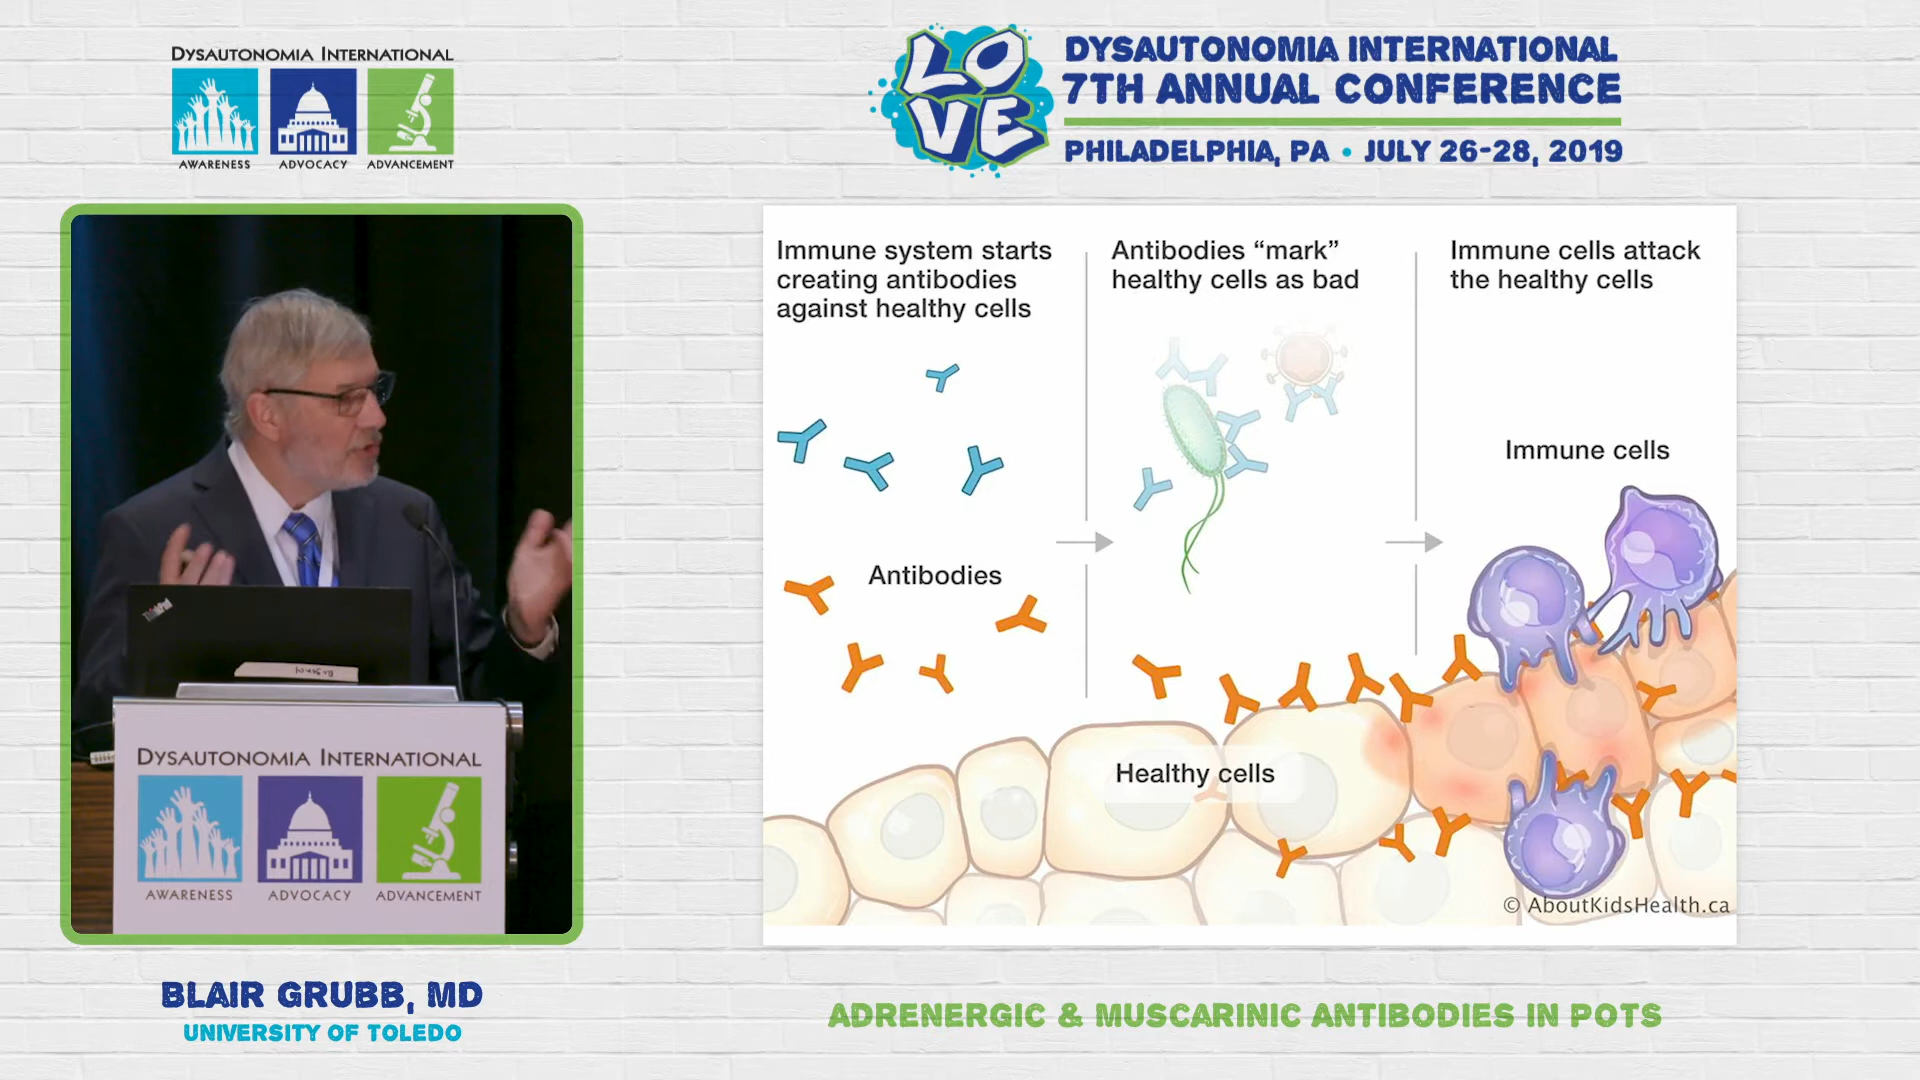 DYSAUTONOMIA INTERNATIONAL
AWARENESS
ADVOCACY
ADVANCEMENT
LOVE
DYSAUTONOMIA INTERNATIONAL
7TH ANNUAL CONFERENCE
PHILADELPHIA, PA • JULY 26-28, 2019
Immune system starts
creating antibodies
against healthy cells
Antibodies “mark”
healthy cells as bad
Immune cells attack
the healthy cells
Immune cells
Antibodies
Healthy cells
© AboutKidsHealth.ca
ThinkPad
DYSAUTONOMIA INTERNATIONAL
AWARENESS
ADVOCACY
ADVANCEMENT
BLAIR GRUBB, MD
UNIVERSITY OF TOLEDO
ADRENERGIC & MUSCARINIC ANTIBODIES IN POTS